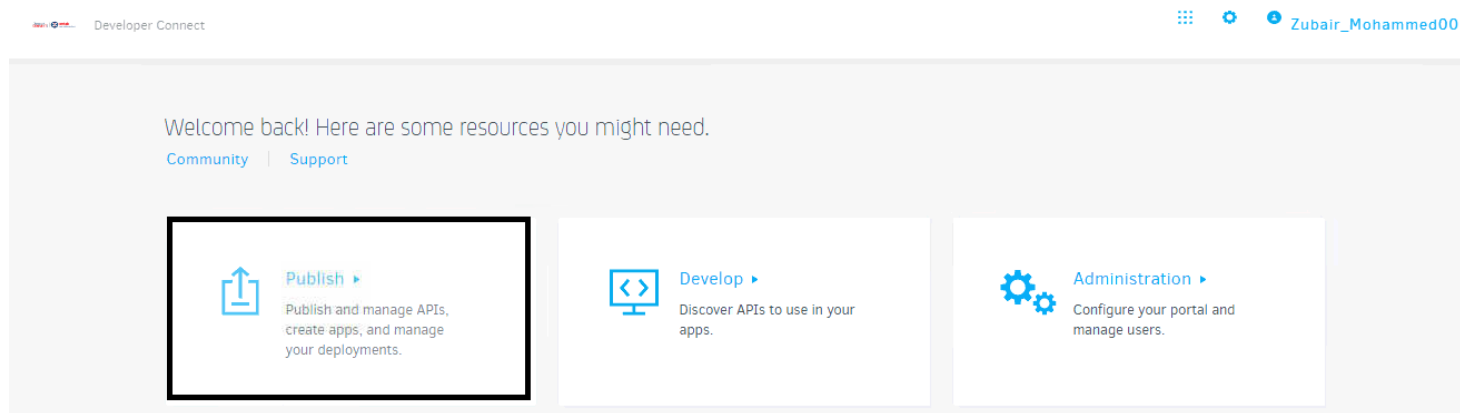 Developer Connect
Zubair_Mohammed00
Welcome back! Here are some resources you might need.
Community
Support
Publish
Publish and manage APIs,
create apps, and manage
your deployments.
Develop
Discover APIs to use in your
apps.
Administration
Configure your portal and
manage users.